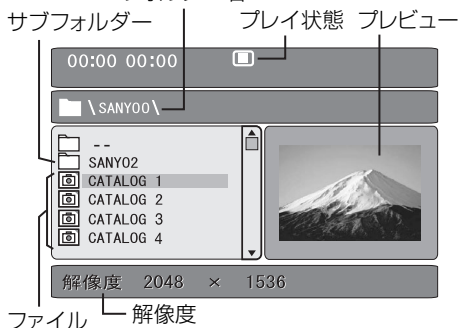 サブフォルダー
プレイ状態 プレビュー
00:00 00:00
\SANYO0\
--
SANYO2
CATALOG 1
CATALOG 2
CATALOG 3
CATALOG 4
解像度 2048 × 1536
ファイル
解像度